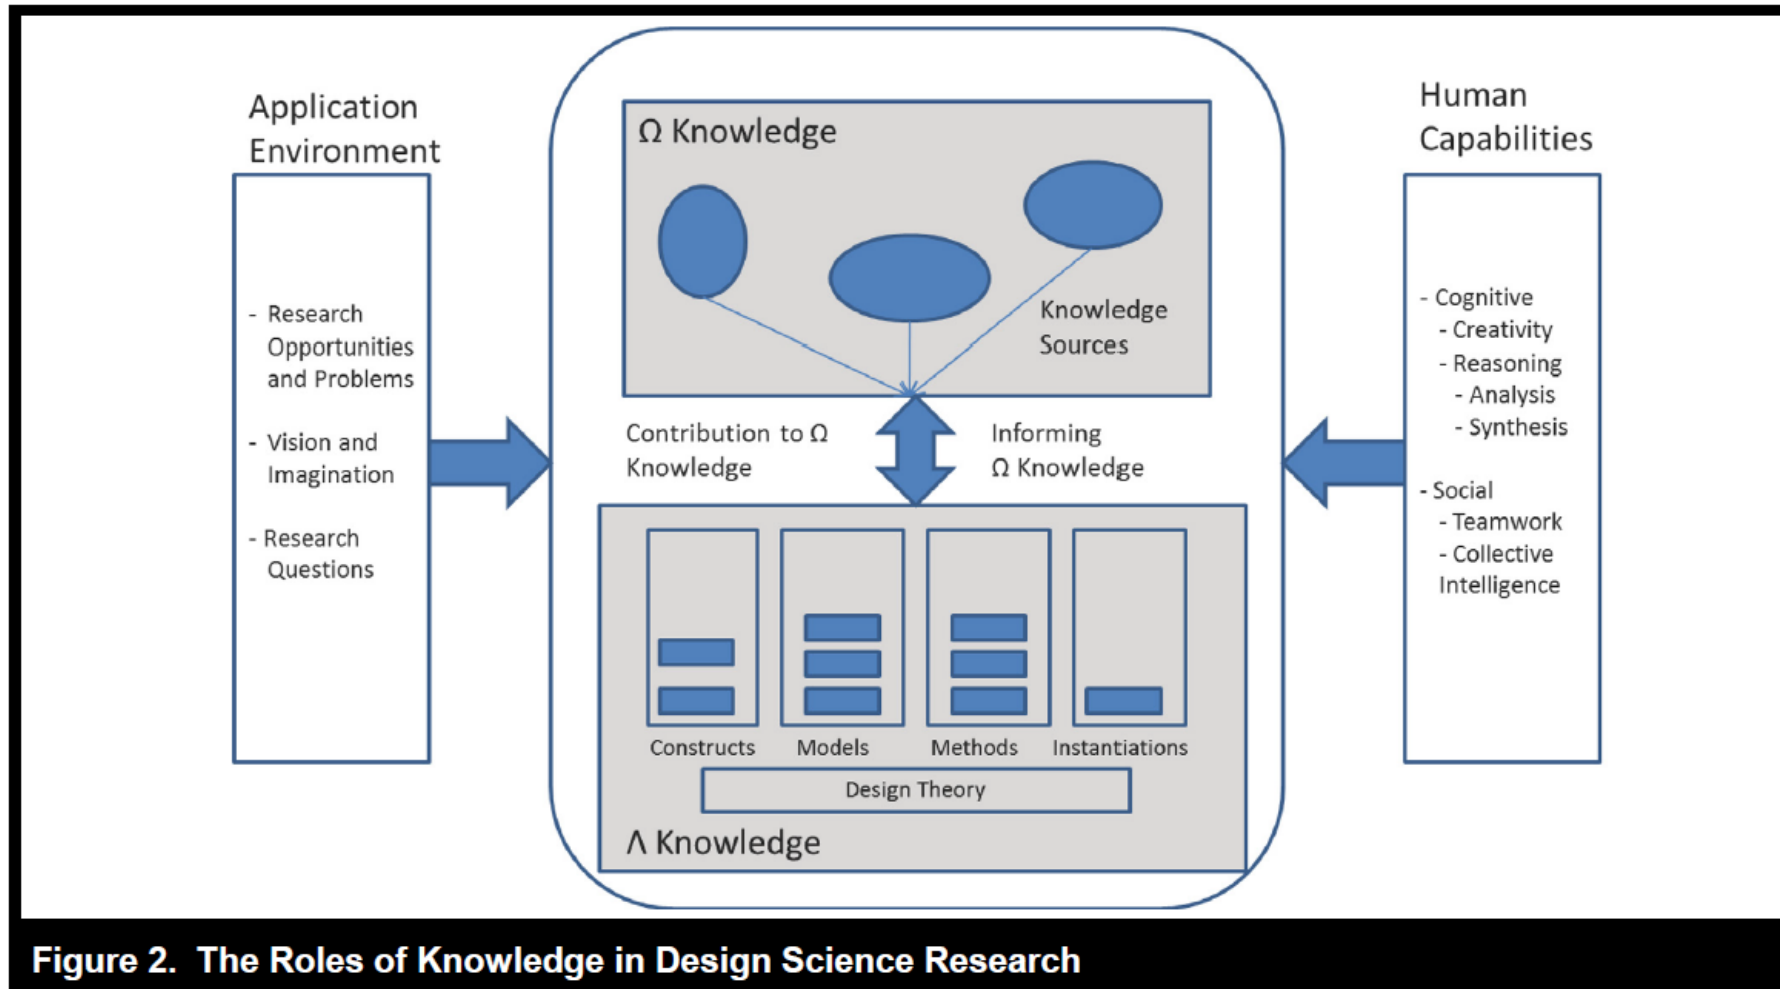 Application
Environment
- Research
Opportunities
and Problems
- Vision and
Imagination
- Research
Questions
Ω Knowledge
Knowledge
Sources
Contribution to Ω
Knowledge
Informing
Ω Knowledge
Constructs
Models
Methods
Instantiations
Design Theory
Λ Knowledge
Human
Capabilities
- Cognitive
- Creativity
- Reasoning
- Analysis
- Synthesis
- Social
- Teamwork
- Collective
Intelligence
Figure 2. The Roles of Knowledge in Design Science Research